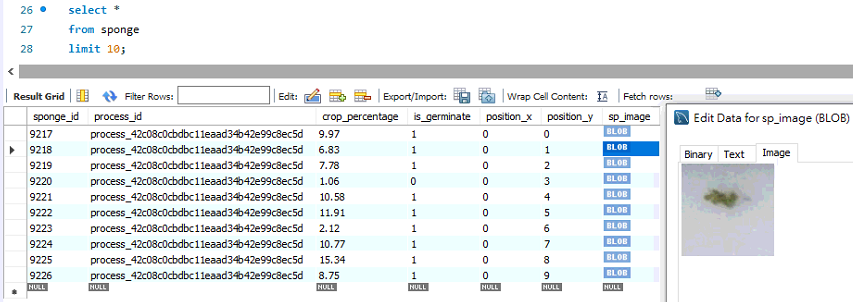 26 select *
27 from sponge
28 limit 10;
Result Grid Filter Rows: Edit: Export/Import: Wrap Cell Content: Fetch rows:
sponge_id process_id crop_percentage is_germinate position_x position_y sp_image
9217 process_42c08c0cbdbc11eaad34b42e99c8ec5d 9.97 1 0 0 BLOB
9218 process_42c08c0cbdbc11eaad34b42e99c8ec5d 6.83 1 0 1 BLOB
9219 process_42c08c0cbdbc11eaad34b42e99c8ec5d 7.78 1 0 2 BLOB
9220 process_42c08c0cbdbc11eaad34b42e99c8ec5d 1.06 0 0 3 BLOB
9221 process_42c08c0cbdbc11eaad34b42e99c8ec5d 10.58 1 0 4 BLOB
9222 process_42c08c0cbdbc11eaad34b42e99c8ec5d 11.91 1 0 5 BLOB
9223 process_42c08c0cbdbc11eaad34b42e99c8ec5d 2.12 1 0 6 BLOB
9224 process_42c08c0cbdbc11eaad34b42e99c8ec5d 10.77 1 0 7 BLOB
9225 process_42c08c0cbdbc11eaad34b42e99c8ec5d 15.34 1 0 8 BLOB
9226 process_42c08c0cbdbc11eaad34b42e99c8ec5d 8.75 1 0 9 BLOB
NULL NULL NULL NULL NULL NULL NULL
Edit Data for sp_image (BLOB)
Binary Text Image